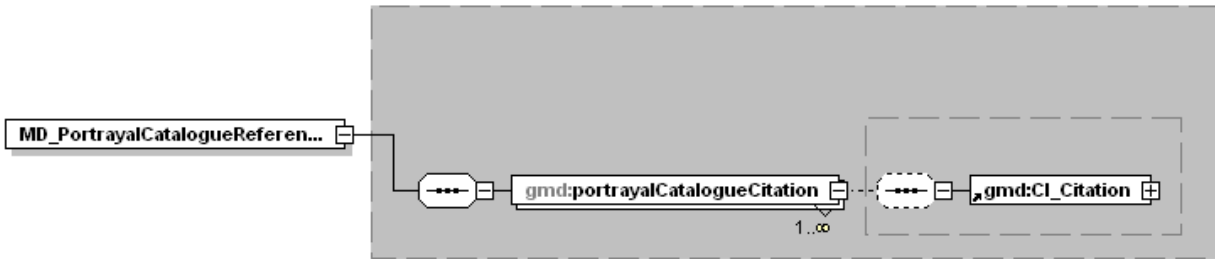 MD_PortrayalCatalogueReferen...
gmd:portrayalCatalogueCitation
gmd:CI_Citation
1..∞